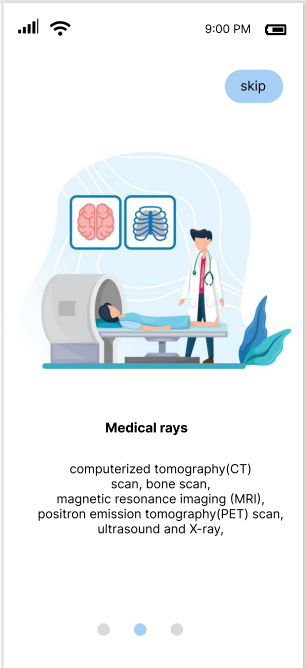 9:00 PM
skip
Medical rays
computerized tomography(CT)
scan, bone scan,
magnetic resonance imaging (MRI),
positron emission tomography(PET) scan,
ultrasound and X-ray,